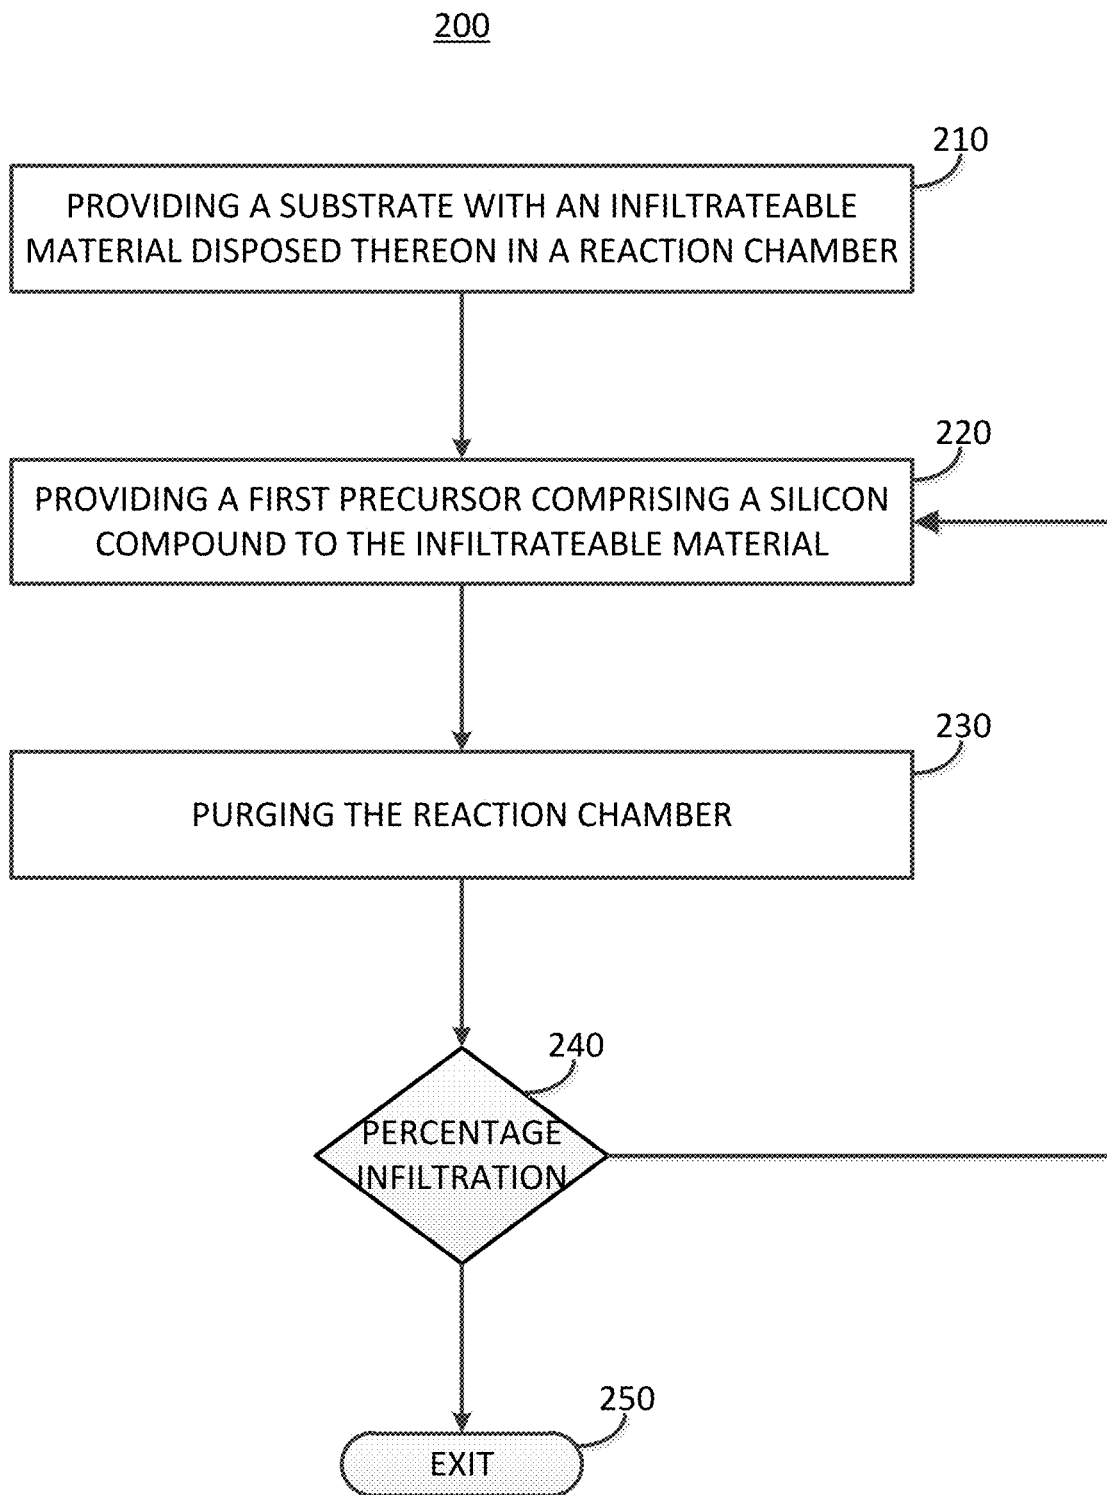 200
210
PROVIDING A SUBSTRATE WITH AN INFILTRATEABLE
MATERIAL DISPOSED THEREON IN A REACTION CHAMBER
220
PROVIDING A FIRST PRECURSOR COMPRISING A SILICON
COMPOUND TO THE INFILTRATEABLE MATERIAL
230
PURGING THE REACTION CHAMBER
240
PERCENTAGE
INFILTRATION
250
EXIT